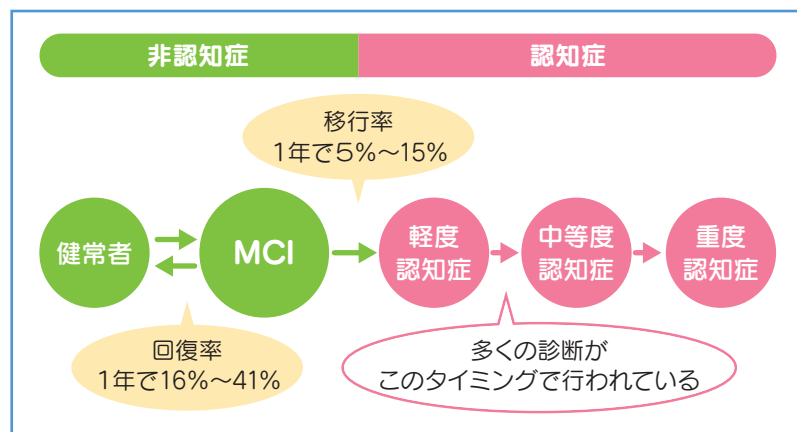 非認知症
認知症
移行率
1年で5%~15%
健常者
MCI
軽度
認知症
中等度
認知症
重度
認知症
回復率
1年で16%~41%
多くの診断が
このタイミングで行われている